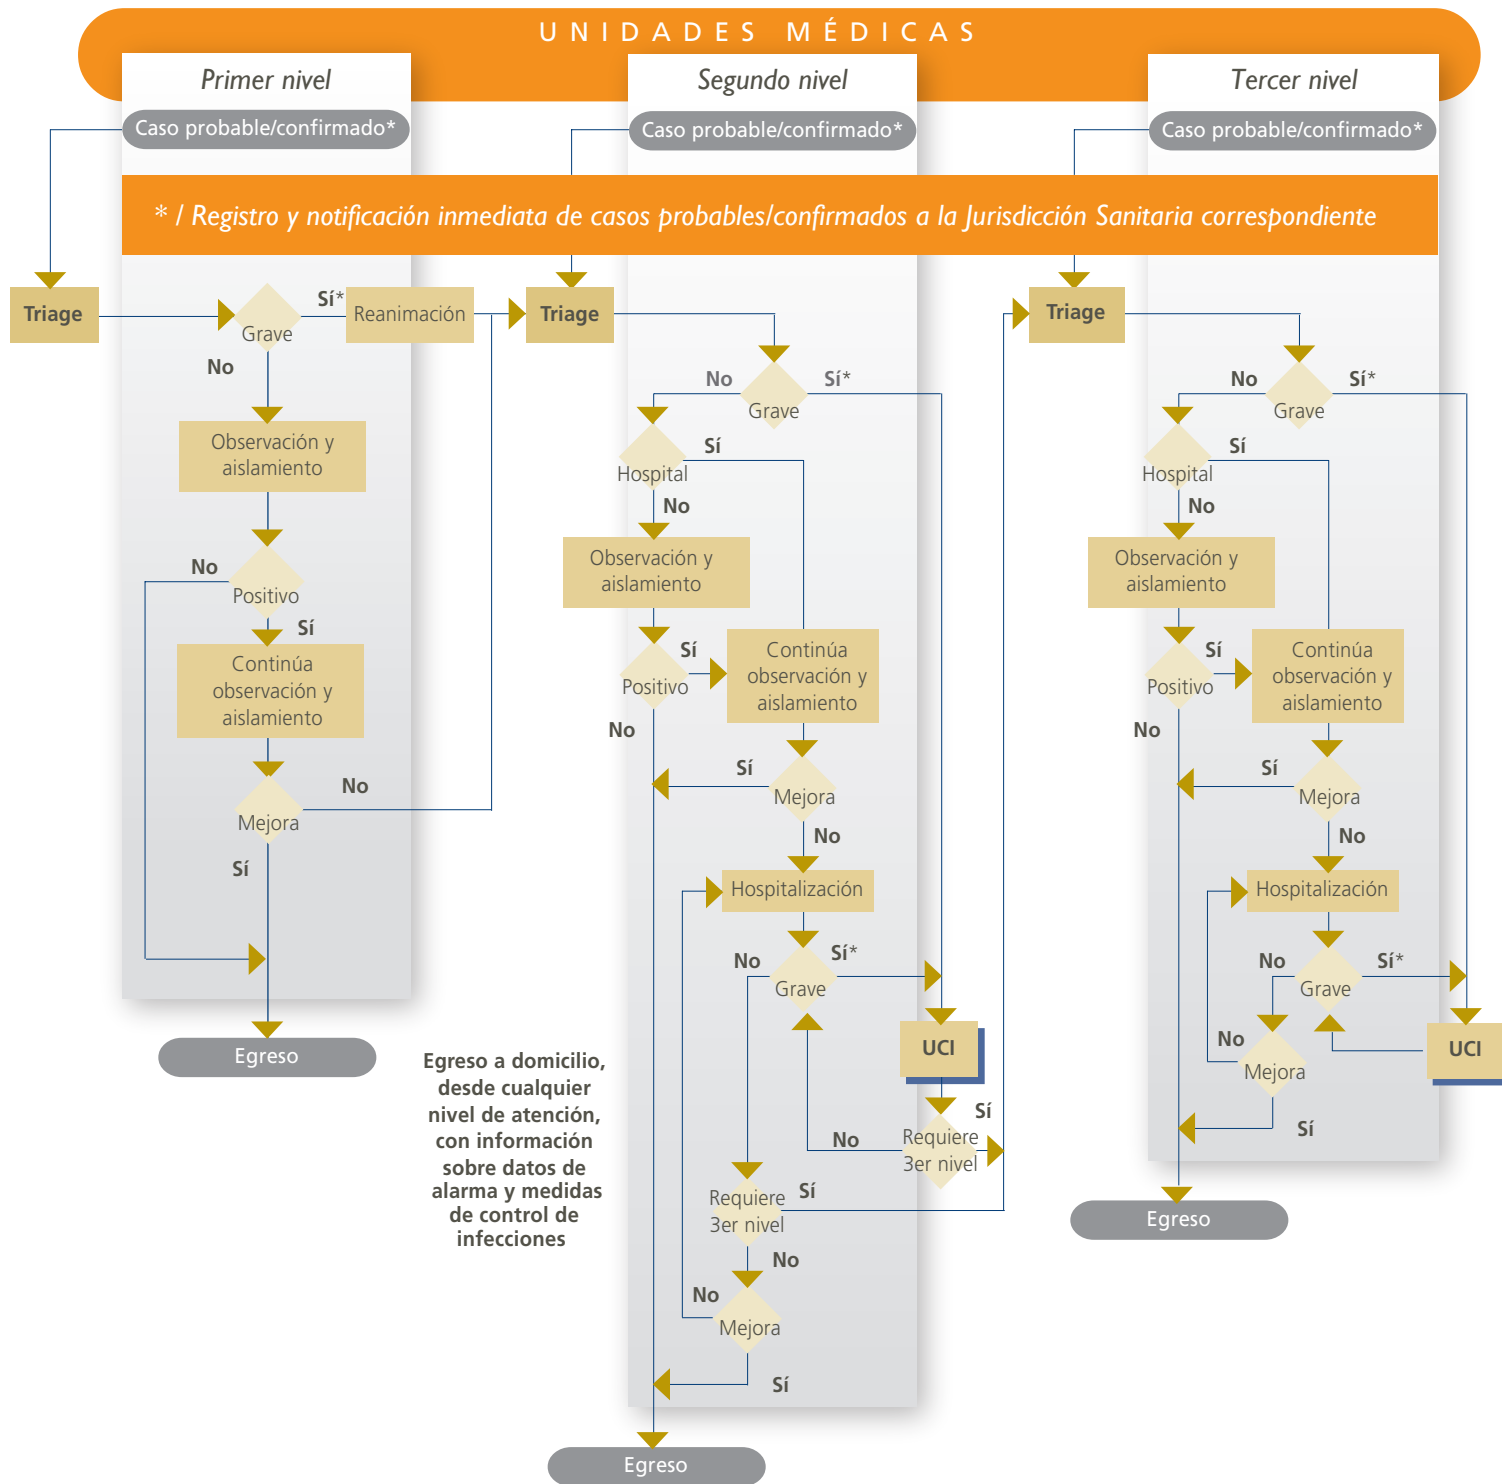 UNIDADES MÉDICAS
Primer nivel
Caso probable/confirmado*
Segundo nivel
Caso probable/confirmado*
Tercer nivel
Caso probable/confirmado*
* / Registro y notificación inmediata de casos probables/confirmados a la Jurisdicción Sanitaria correspondiente
Triage
Grave
Sí*
Reanimación
No
Observación y
aislamiento
No
Positivo
Sí
Continúa
observación y
aislamiento
No
Mejora
Sí
Egreso
Egreso a domicilio,
desde cualquier
nivel de atención,
con información
sobre datos de
alarma y medidas
de control de
infecciones
Triage
No
Sí*
Grave
Sí
Hospital
No
Observación y
aislamiento
Sí
Positivo
Continúa
observación y
aislamiento
No
Sí
Mejora
No
Hospitalización
No
Sí*
Grave
UCI
Sí
No
Requiere
3er nivel
Requiere
3er nivel
Sí
No
No
Mejora
Sí
Egreso
Triage
No
Sí*
Grave
Sí
Hospital
No
Observación y
aislamiento
Sí
Positivo
Continúa
observación y
aislamiento
No
Sí
Mejora
No
Hospitalización
No
Sí*
Grave
No
UCI
Mejora
Sí
Egreso